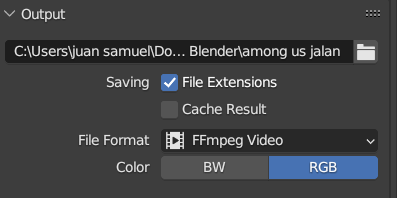 Output
C:\Users\juan samuel\Do... Blender\among us jalan
Saving
File Extensions
Cache Result
File Format
FFmpeg Video
Color
BW
RGB